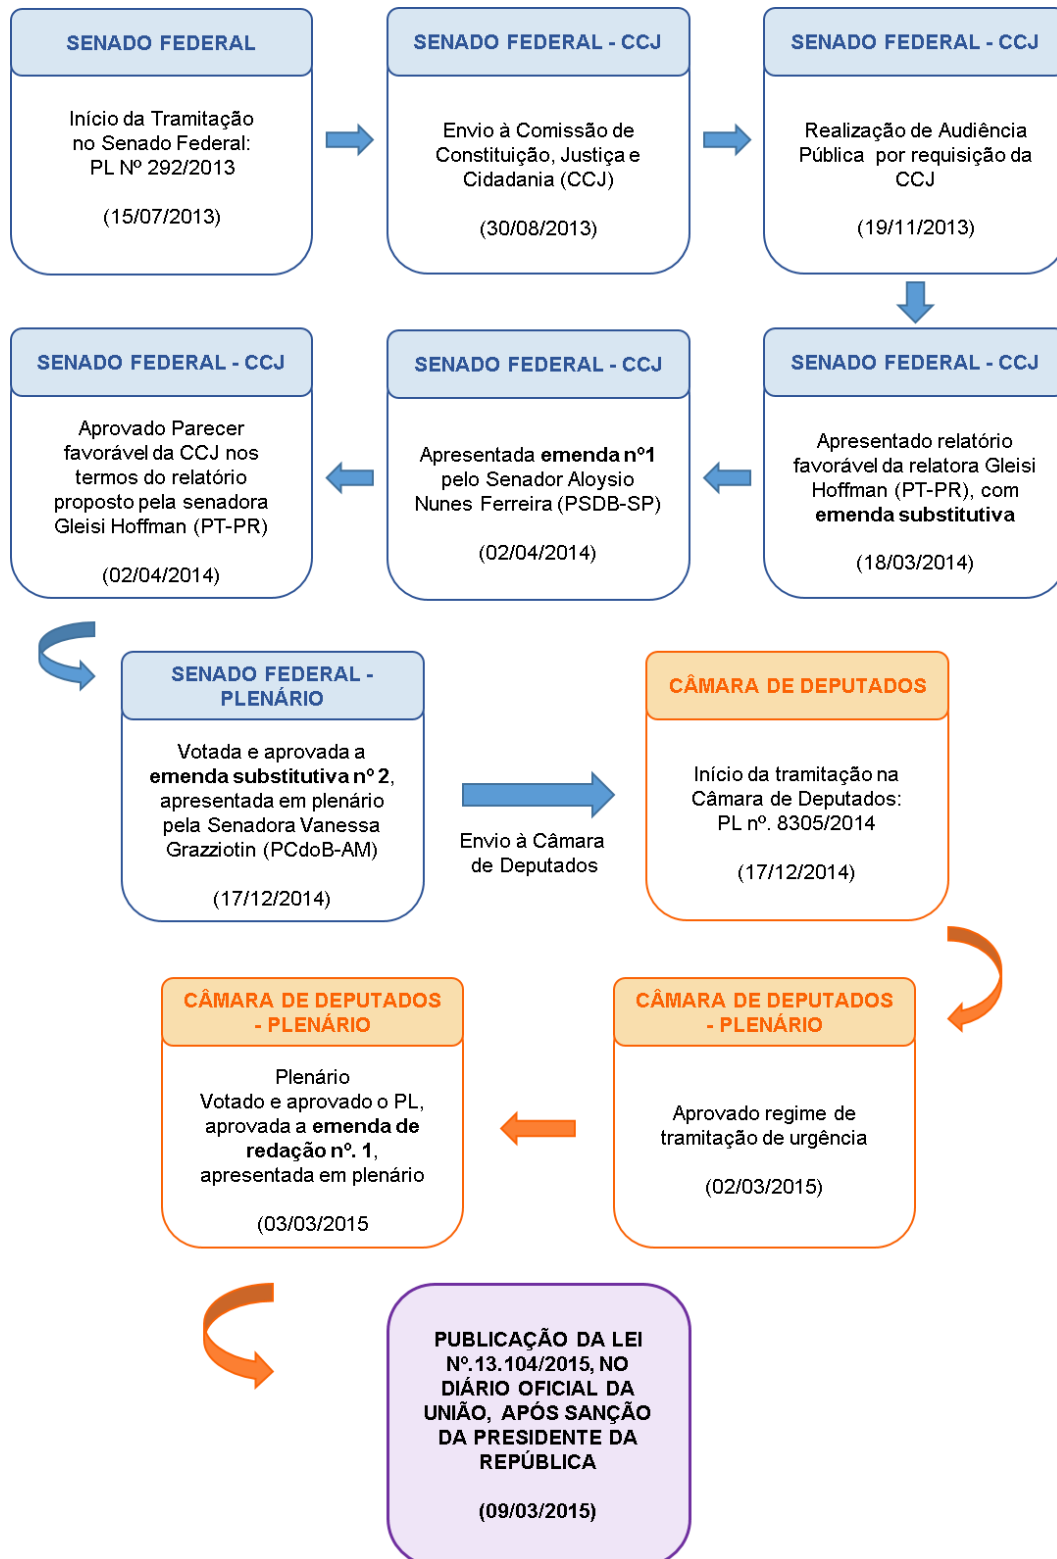 SENADO FEDERAL
Início da Tramitação
no Senado Federal:
PL Nº 292/2013
(15/07/2013)
SENADO FEDERAL - CCJ
Envio à Comissão de
Constituição, Justiça e
Cidadania (CCJ)
(30/08/2013)
SENADO FEDERAL - CCJ
Realização de Audiência
Pública por requisição da
CCJ
(19/11/2013)
SENADO FEDERAL - CCJ
Apresentado relatório
favorável da relatora Gleisi
Hoffman (PT-PR), com
emenda substitutiva
(18/03/2014)
SENADO FEDERAL - CCJ
Apresentada emenda nº1
pelo Senador Aloysio
Nunes Ferreira (PSDB-SP)
(02/04/2014)
SENADO FEDERAL - CCJ
Aprovado Parecer
favorável da CCJ nos
termos do relatório
proposto pela senadora
Gleisi Hoffman (PT-PR)
(02/04/2014)
SENADO FEDERAL -
PLENÁRIO
Votada e aprovada a
emenda substitutiva nº 2,
apresentada em plenário
pela Senadora Vanessa
Grazziotin (PCdoB-AM)
(17/12/2014)
Envio à Câmara
de Deputados
CÂMARA DE DEPUTADOS
Início da tramitação na
Câmara de Deputados:
PL nº. 8305/2014
(17/12/2014)
CÂMARA DE DEPUTADOS
- PLENÁRIO
Aprovado regime de
tramitação de urgência
(02/03/2015)
CÂMARA DE DEPUTADOS
- PLENÁRIO
Plenário
Votado e aprovado o PL,
aprovada a emenda de
redação nº. 1,
apresentada em plenário
(03/03/2015
PUBLICAÇÃO DA LEI
Nº.13.104/2015, NO
DIÁRIO OFICIAL DA
UNIÃO, APÓS SANÇÃO
DA PRESIDENTE DA
REPÚBLICA
(09/03/2015)